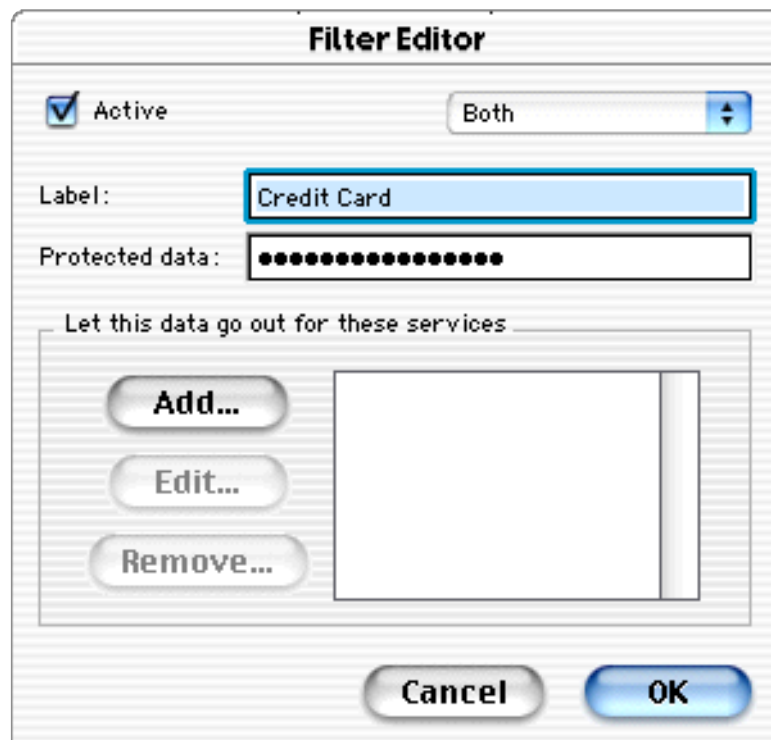 Filter Editor
Active
Both
Label:
Credit Card
Protected data:
••••••••••••••••
Let this data go out for these services
Add...
Edit...
Remove...
Cancel
OK